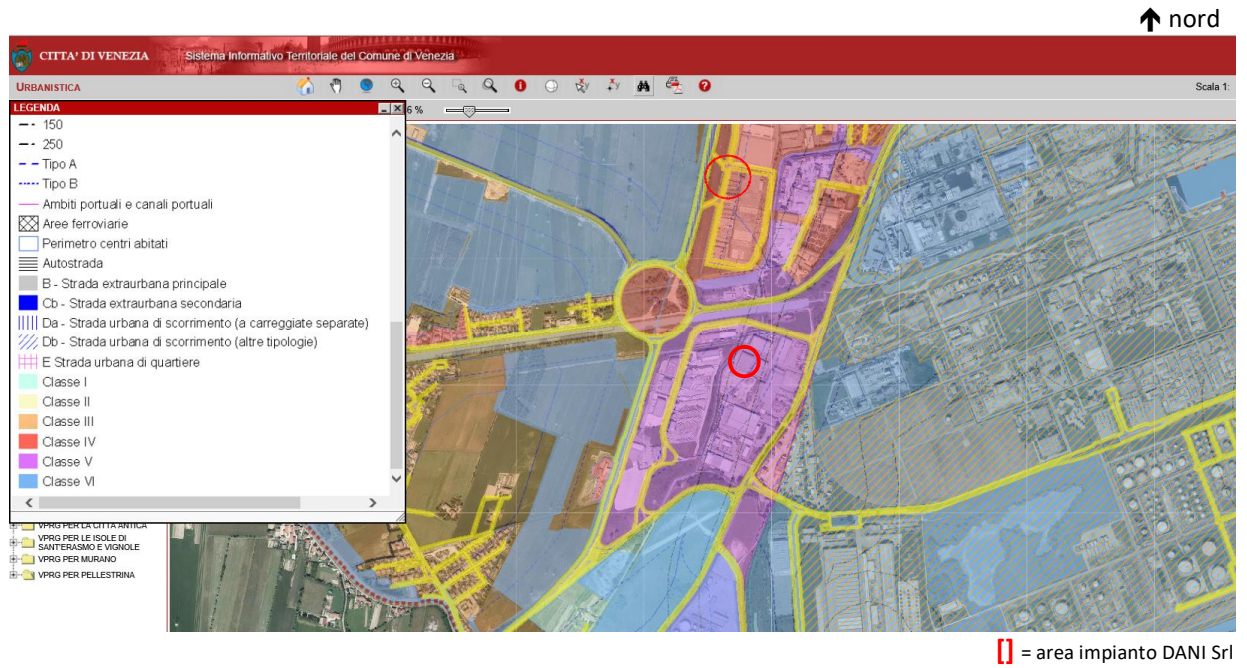 🡹 nord
CITTA' DI VENEZIA Sistema Informativo Territoriale del Comune di Venezia
URBANISTICA Scala 1:
LEGENDA 6 %
150
250
Tipo A
Tipo B
Ambiti portuali e canali portuali
Aree ferroviarie
Perimetro centri abitati
Autostrada
B - Strada extraurbana principale
Cb - Strada extraurbana secondaria
Da - Strada urbana di scorrimento (a carreggiate separate)
Db - Strada urbana di scorrimento (altre tipologie)
E Strada urbana di quartiere
Classe I
Classe II
Classe III
Classe IV
Classe V
Classe VI
VPRG PER LA CITTA ANTICA
VPRG PER LE ISOLE DI
SANT'ERASMO E VIGNOLE
VPRG PER MURANO
VPRG PER PELLESTRINA
[] = area impianto DANI Srl